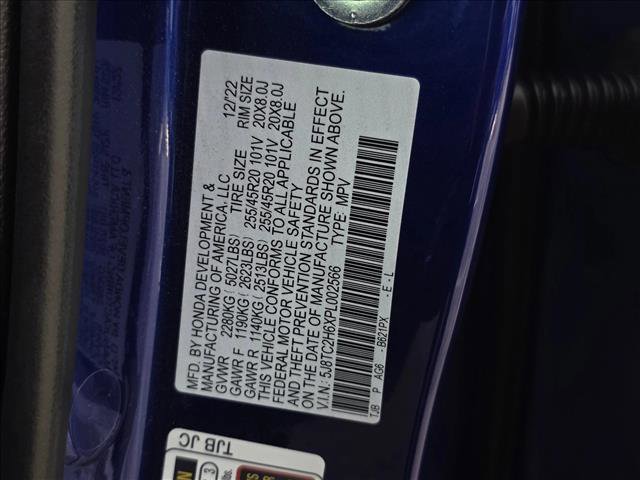 MFD. BY HONDA DEVELOPMENT & 12/22
MANUFACTURING OF AMERICA, LLC
GVWR 2280KG ( 5027LBS) TIRE SIZE RIM SIZE
GAWR F 1190KG ( 2623LBS) 255/45R20 101V 20X8.0J
GAWR R 1140KG ( 2513LBS) 255/45R20 101V 20X8.0J
THIS VEHICLE CONFORMS TO ALL APPLICABLE
FEDERAL MOTOR VEHICLE SAFETY
AND THEFT PREVENTION STANDARDS IN EFFECT
ON THE DATE OF MANUFACTURE SHOWN ABOVE.
V.I.N: 5J8TC2H6XPL002566 TYPE: MPV
TJB P AG6 - B621PX - E - L
TJB JC
3
lbs.